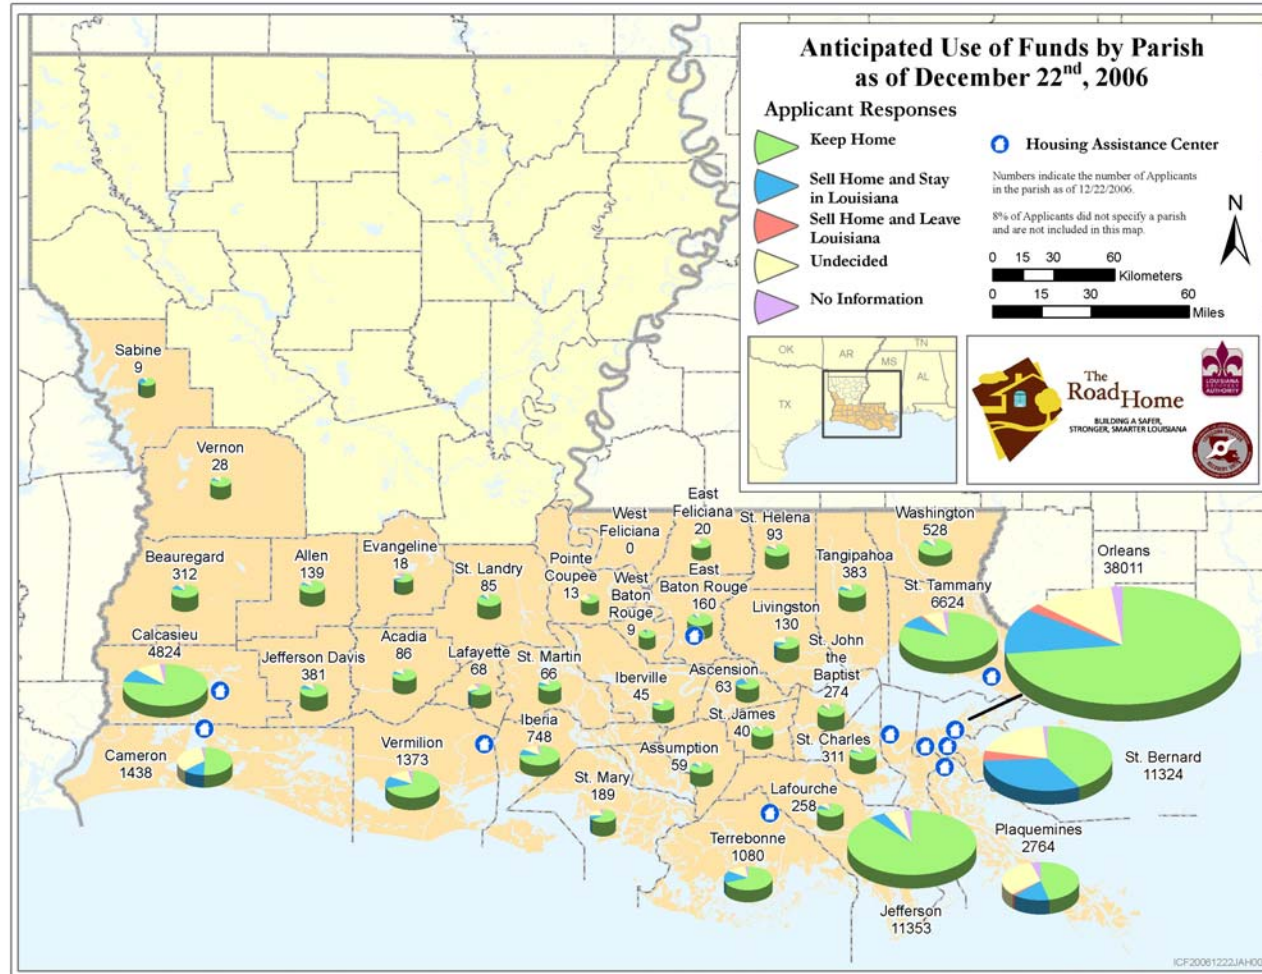 Anticipated Use of Funds by Parish
as of December 22nd, 2006
Applicant Responses
Keep Home
Sell Home and Stay
in Louisiana
Sell Home and Leave
Louisiana
Undecided
No Information
Housing Assistance Center
Numbers indicate the number of Applicants
in the parish as of 12/22/2006.
8% of Applicants did not specify a parish
and are not included in this map.
N
0 15 30 60
Kilometers
0 15 30 60
Miles
OK
AR
TN
MS
AL
TX
LA
The
Road Home
BUILDING A SAFER,
STRONGER, SMARTER LOUISIANA
LOUISIANA
RECOVERY
AUTHORITY
Sabine
9
Vernon
28
Beauregard
312
Allen
139
Evangeline
18
St. Landry
85
Pointe
Coupee
13
West
Feliciana
0
East
Feliciana
20
St. Helena
93
Washington
528
Tangipahoa
383
St. Tammany
6624
Orleans
38011
West
Baton
Rouge
9
East
Baton Rouge
160
Livingston
130
Calcasieu
4824
Jefferson Davis
381
Acadia
86
Lafayette
68
St. Martin
66
Iberville
45
Ascension
63
St. John
the
Baptist
274
Cameron
1438
Vermilion
1373
Iberia
748
St. Mary
189
Assumption
59
St. James
40
St. Charles
311
St. Bernard
11324
Lafourche
258
Terrebonne
1080
Jefferson
11353
Plaquemines
2764